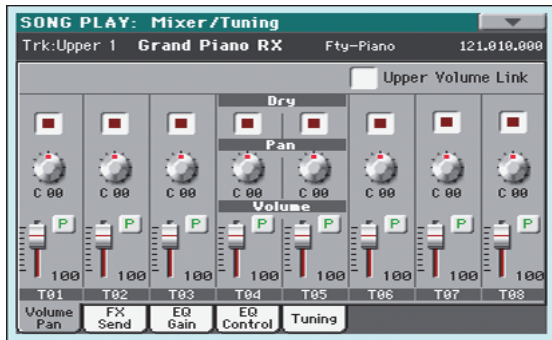 SONG PLAY: Mixer/Tuning
Trk:Upper 1 Grand Piano RX Fty-Piano 121.010.000
Upper Volume Link
Dry
Pan
C 00 C 00 C 00 C 00 C 00 C 00 C 00 C 00
Volume
P P P P P P P P
100 100 100 100 100 100 100 100
T01 T02 T03 T04 T05 T06 T07 T08
Volume Pan FX Send EQ Gain EQ Control Tuning